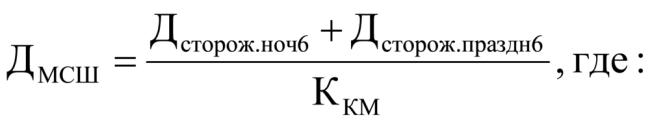 Д_МСШ = (Д_сторож.ноч6 + Д_сторож.праздн6) / К_КМ, где: